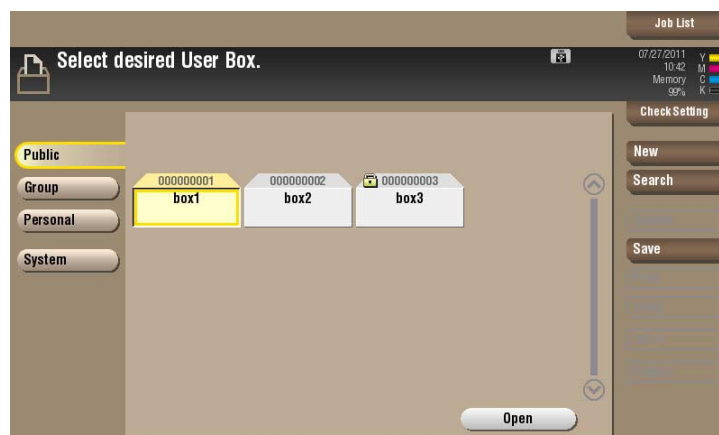 Job List
Select desired User Box.
07/27/2011
10:42
Memory
99%
Y
M
C
K
Check Setting
Public
Group
Personal
System
000000001
box1
000000002
box2
000000003
box3
New
Search
Save
Open